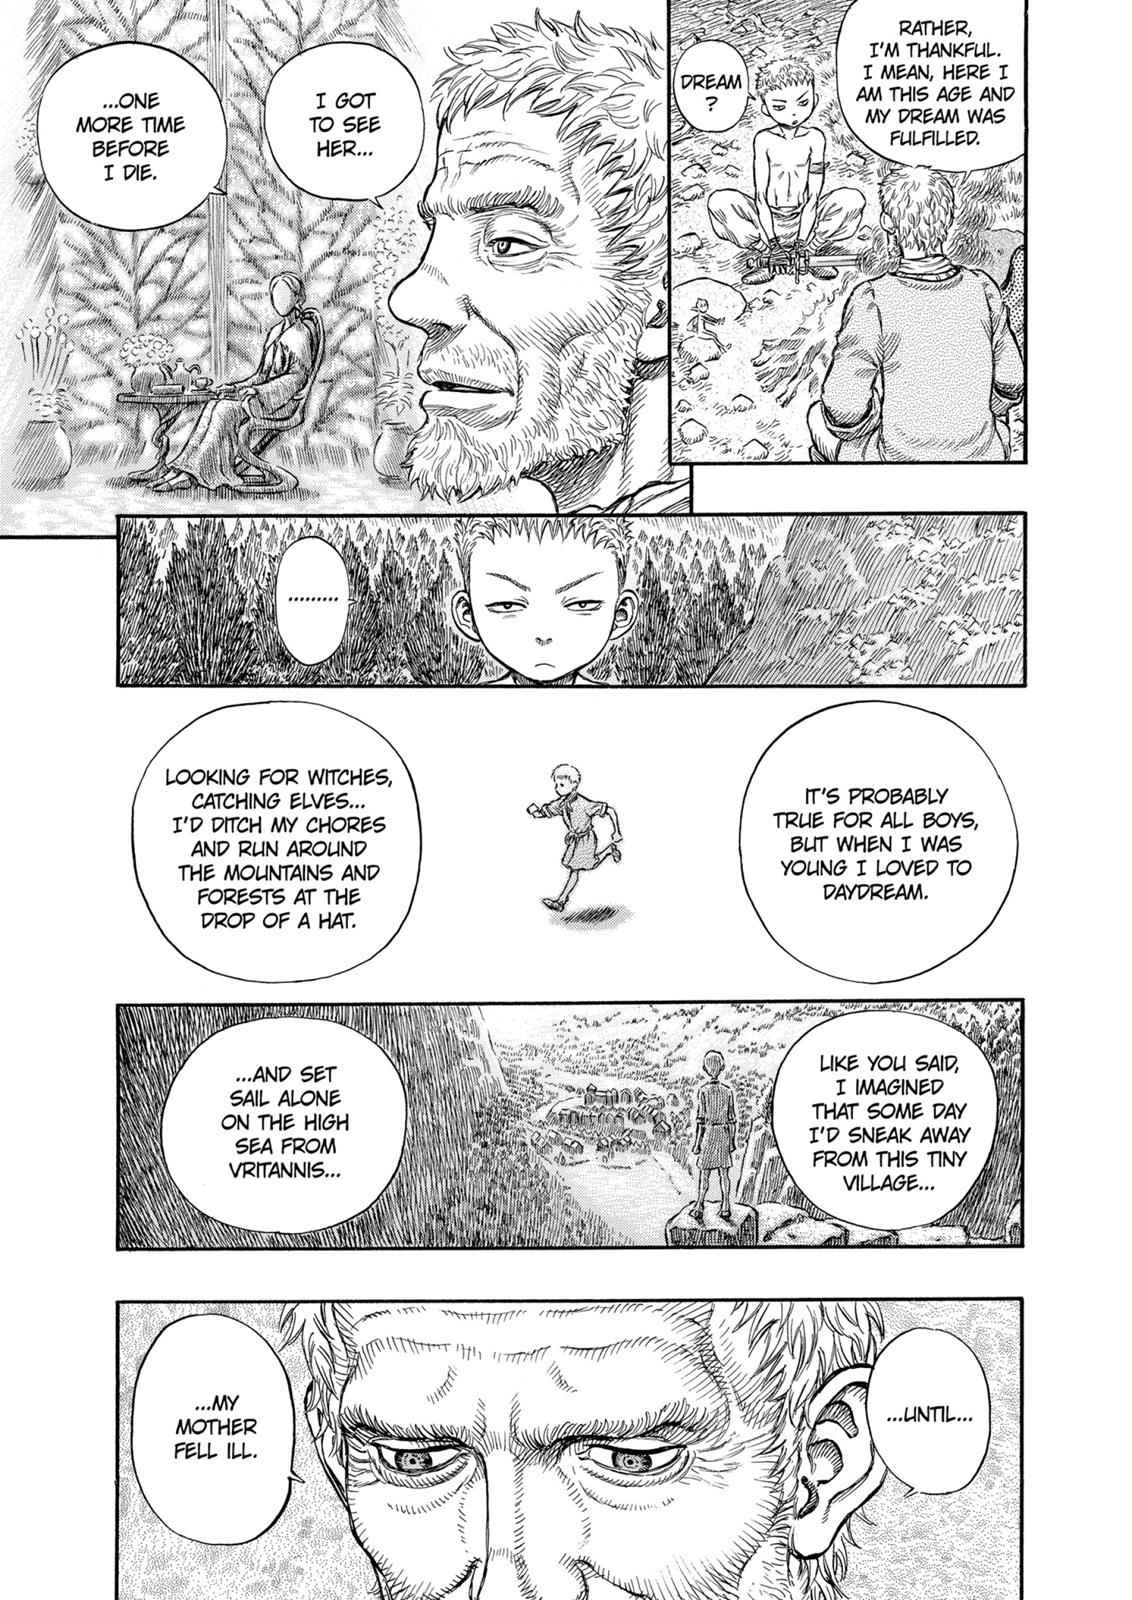 RATHER,
I'M THANKFUL.
I MEAN, HERE I
AM THIS AGE AND
MY DREAM WAS
FULFILLED.
DREAM
?
I GOT
TO SEE
HER...
...ONE
MORE TIME
BEFORE
I DIE.
..........
IT'S PROBABLY
TRUE FOR ALL BOYS,
BUT WHEN I WAS
YOUNG I LOVED TO
DAYDREAM.
LOOKING FOR WITCHES,
CATCHING ELVES...
I'D DITCH MY CHORES
AND RUN AROUND
THE MOUNTAINS AND
FORESTS AT THE
DROP OF A HAT.
LIKE YOU SAID,
I IMAGINED
THAT SOME DAY
I'D SNEAK AWAY
FROM THIS TINY
VILLAGE...
...AND SET
SAIL ALONE
ON THE HIGH
SEA FROM
VRITANNIS...
...UNTIL...
...MY
MOTHER
FELL ILL.